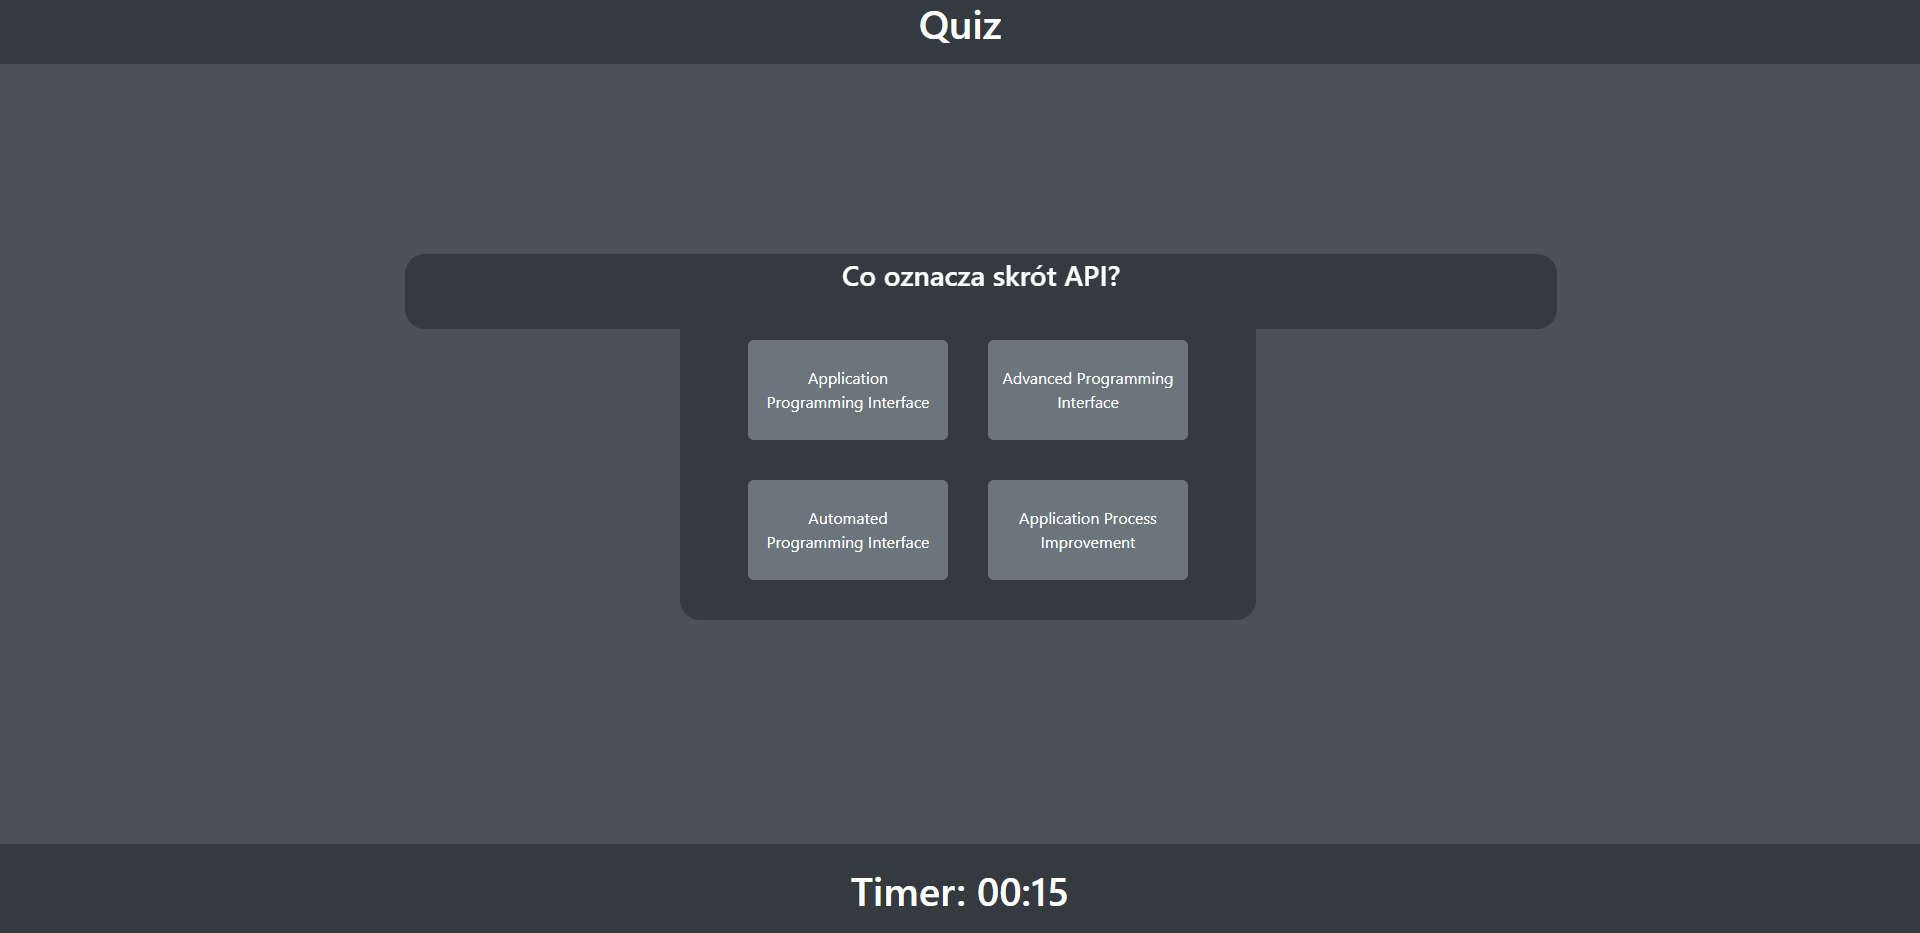 Quiz
Co oznacza skrót API?
Application
Programming Interface
Advanced Programming
Interface
Automated
Programming Interface
Application Process
Improvement
Timer: 00:15